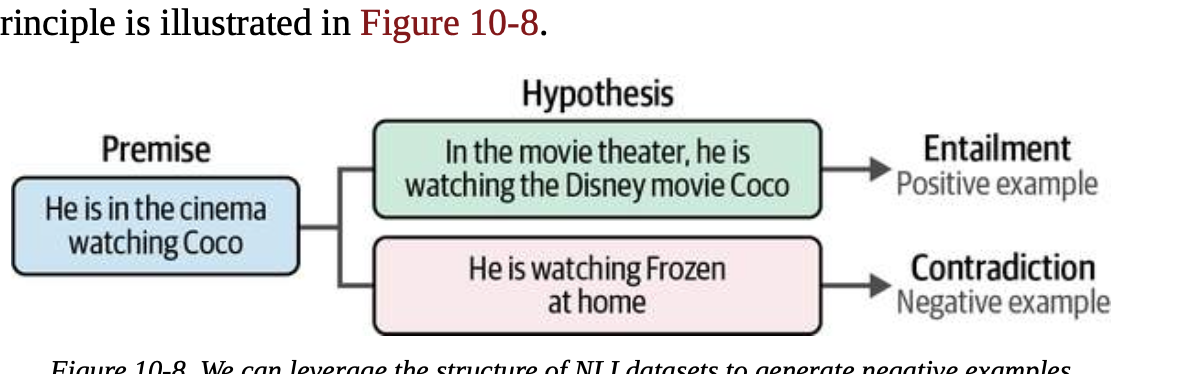 rinciple is illustrated in Figure 10-8.
Hypothesis
Premise
In the movie theater, he is
watching the Disney movie Coco
Entailment
Positive example
He is in the cinema
watching Coco
He is watching Frozen
at home
Contradiction
Negative example
Figure 10-8. We can leverage the structure of NLI datasets to generate negative examples